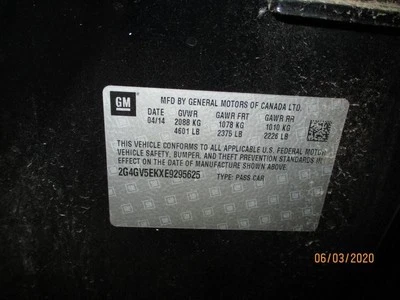 GM
MFD BY GENERAL MOTORS OF CANADA LTD.
DATE GVWR GAWR FRT GAWR RR
04/14 2088 KG 1078 KG 1010 KG
4601 LB 2375 LB 2226 LB
THIS VEHICLE CONFORMS TO ALL APPLICABLE U.S. FEDERAL MOTOR
VEHICLE SAFETY, BUMPER, AND THEFT PREVENTION STANDARDS IN
EFFECT ON THE DATE OF MANUFACTURE SHOWN ABOVE.
2G4GV5EKXE9295625 TYPE: PASS CAR
06/03/2020